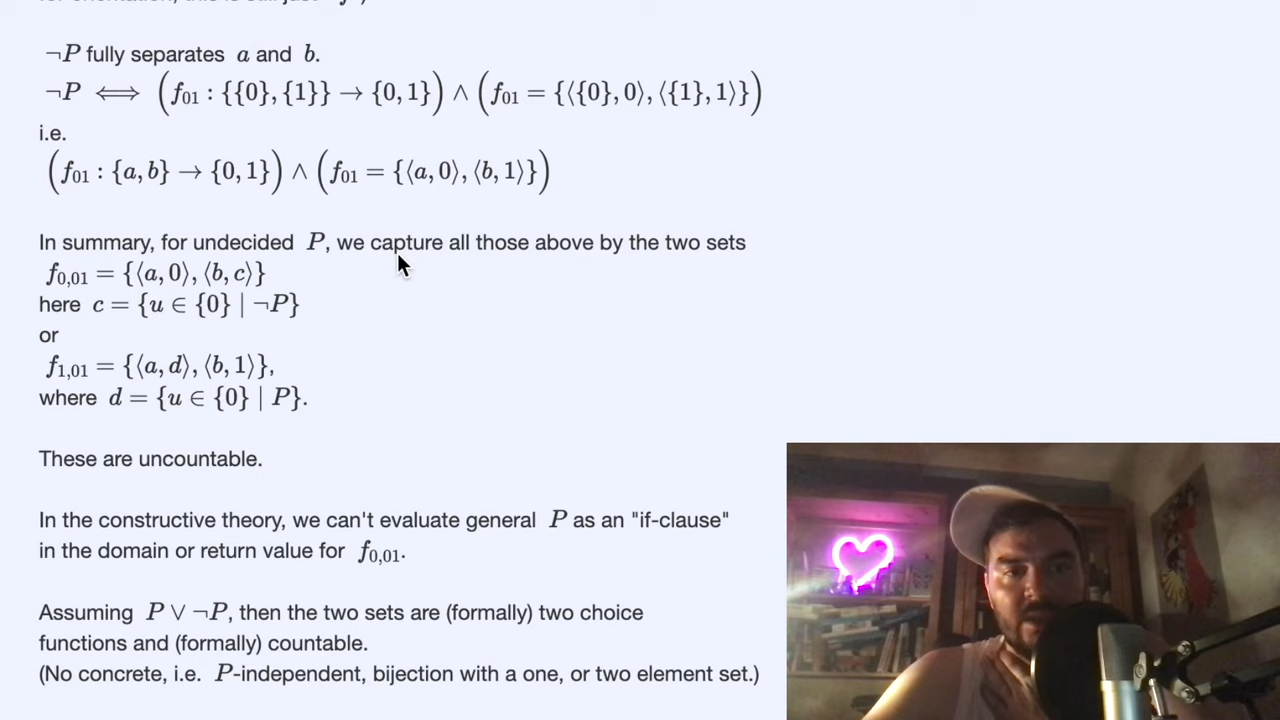 ¬P fully separates a and b.
¬P ⟺ (f₀₁ : {{0}, {1}} → {0, 1}) ∧ (f₀₁ = {⟨{0}, 0⟩, ⟨{1}, 1⟩})
i.e.
(f₀₁ : {a, b} → {0, 1}) ∧ (f₀₁ = {⟨a, 0⟩, ⟨b, 1⟩})
In summary, for undecided P, we capture all those above by the two sets
f₀,₀₁ = {⟨a, 0⟩, ⟨b, c⟩}
here c = {u ∈ {0} | ¬P}
or
f₁,₀₁ = {⟨a, d⟩, ⟨b, 1⟩},
where d = {u ∈ {0} | P}.
These are uncountable.
In the constructive theory, we can't evaluate general P as an "if-clause"
in the domain or return value for f₀,₀₁.
Assuming P ∨ ¬P, then the two sets are (formally) two choice
functions and (formally) countable.
(No concrete, i.e. P-independent, bijection with a one, or two element set.)